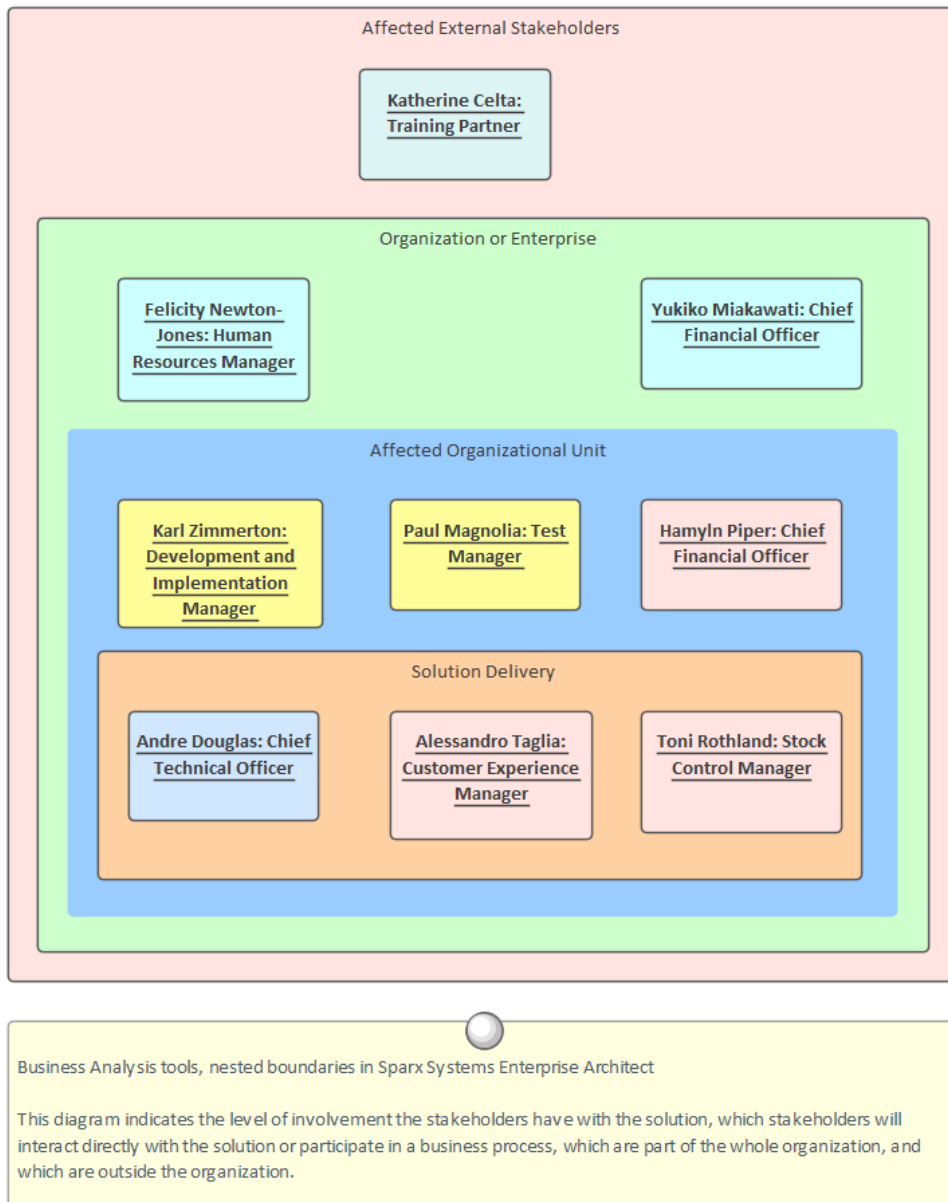 Affected External Stakeholders
Katherine Celta:
Training Partner
Organization or Enterprise
Felicity Newton-
Jones: Human
Resources Manager
Yukiko Miakawati: Chief
Financial Officer
Affected Organizational Unit
Karl Zimmerton:
Development and
Implementation
Manager
Paul Magnolia: Test
Manager
Hamyln Piper: Chief
Financial Officer
Solution Delivery
Andre Douglas: Chief
Technical Officer
Alessandro Taglia:
Customer Experience
Manager
Toni Rothland: Stock
Control Manager
Business Analysis tools, nested boundaries in Sparx Systems Enterprise Architect
This diagram indicates the level of involvement the stakeholders have with the solution, which stakeholders will
interact directly with the solution or participate in a business process, which are part of the whole organization, and
which are outside the organization.